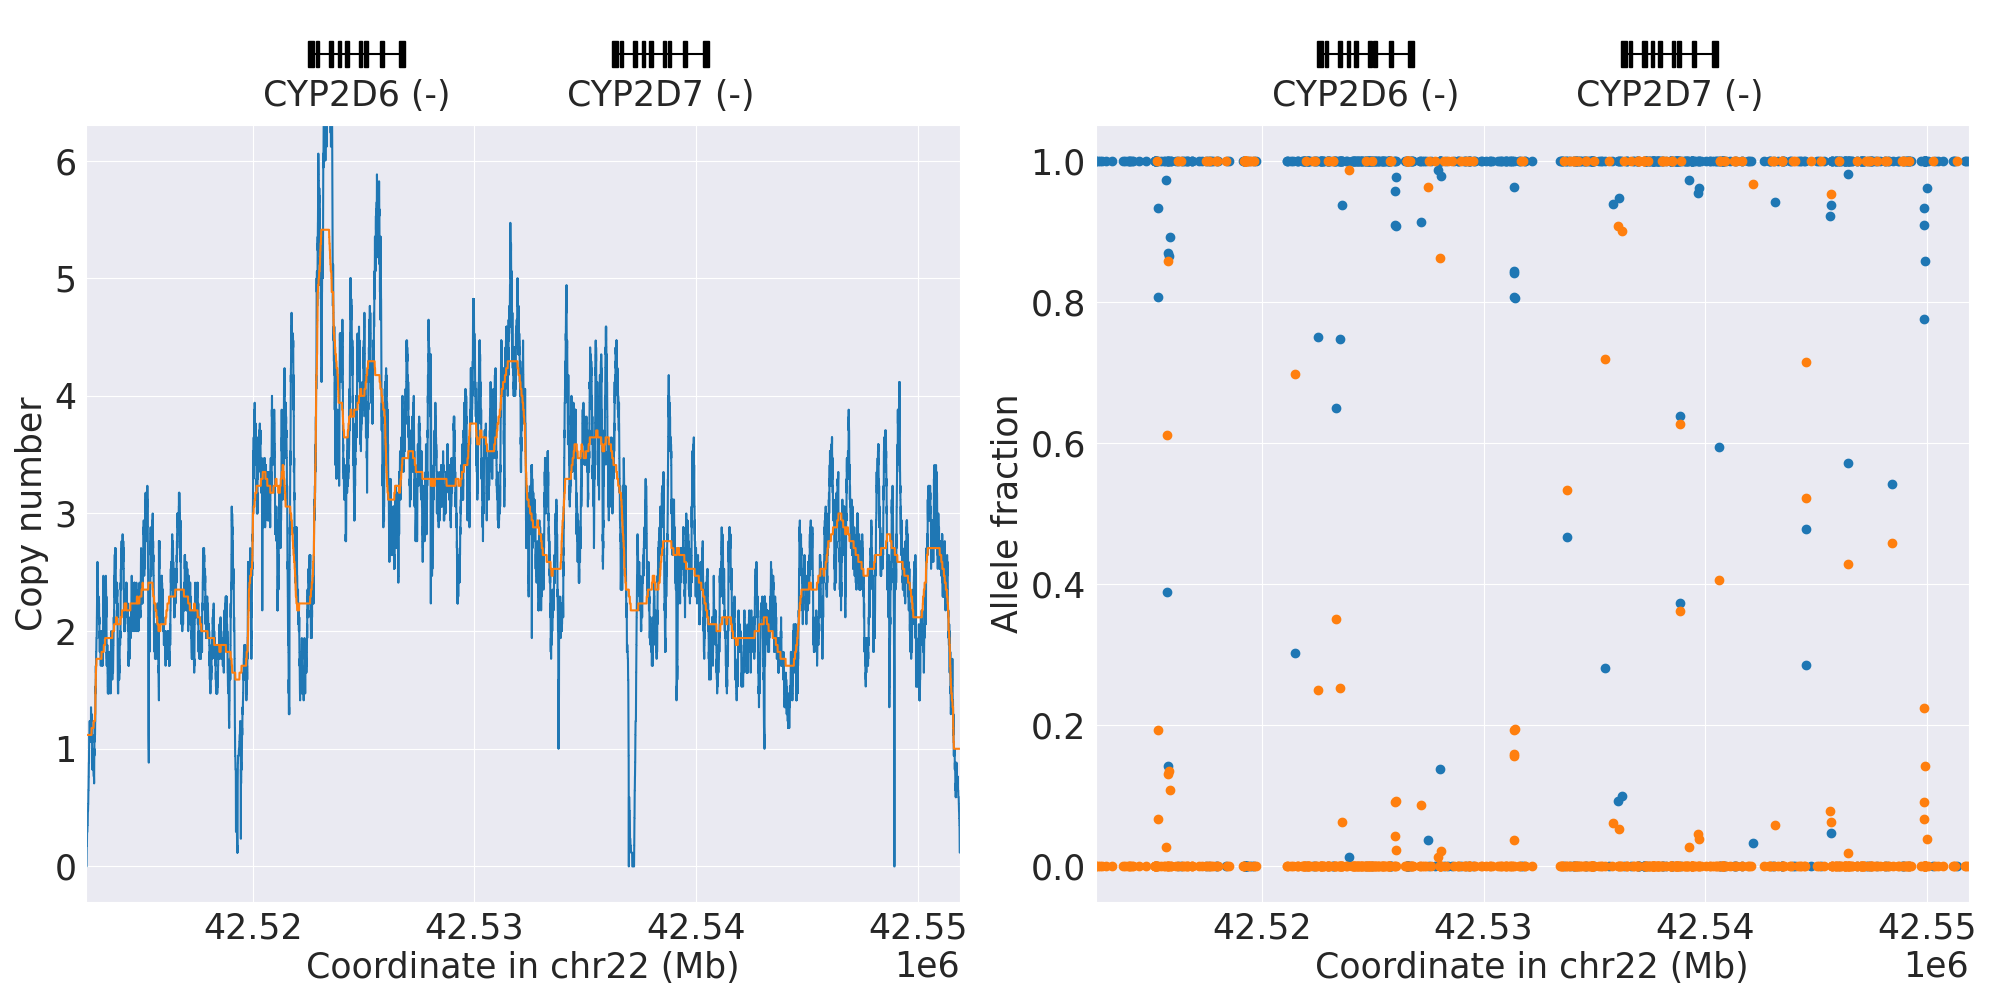 CYP2D6 (-) CYP2D7 (-)
Copy number
6
5
4
3
2
1
0
42.52 42.53 42.54 42.55
Coordinate in chr22 (Mb)
1e6
CYP2D6 (-) CYP2D7 (-)
Allele fraction
1.0
0.8
0.6
0.4
0.2
0.0
42.52 42.53 42.54 42.55
Coordinate in chr22 (Mb)
1e6